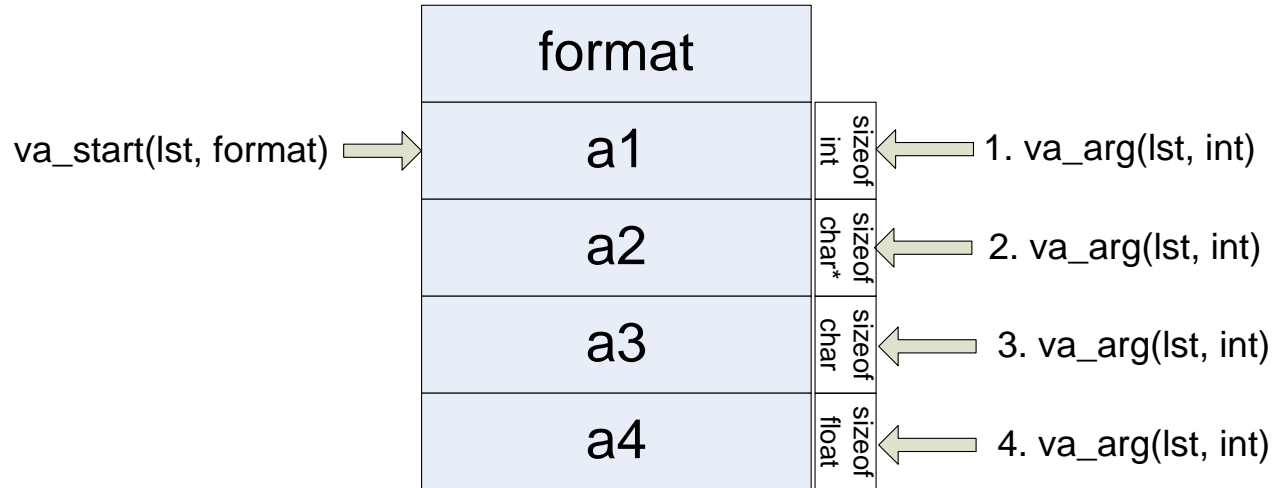 format
va_start(lst, format)
a1
sizeof
int
1. va_arg(lst, int)
a2
sizeof
char*
2. va_arg(lst, int)
a3
sizeof
char
3. va_arg(lst, int)
a4
sizeof
float
4. va_arg(lst, int)